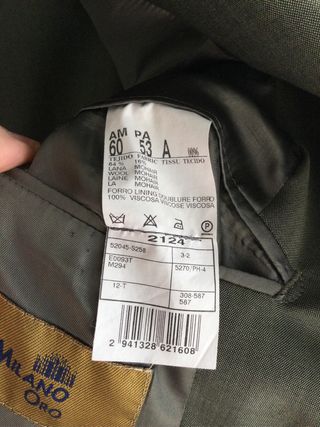 AM PA
60 53 A
TEJIDO FABRIC TISSU TECIDO
84 % 16%
LANA MOHAIR
WOOL MOHAIR
LAINE MOHAIR
LA MOHAIR
FORRO LINING DOUBLURE FORRO
100% VISCOSA VISCOSE VISCOSA
P
2124
52045-S258 3-2
E0093T 5270/PH-4
M294
12-T 308-587
587
2 941328 621608
MILANO
ORO